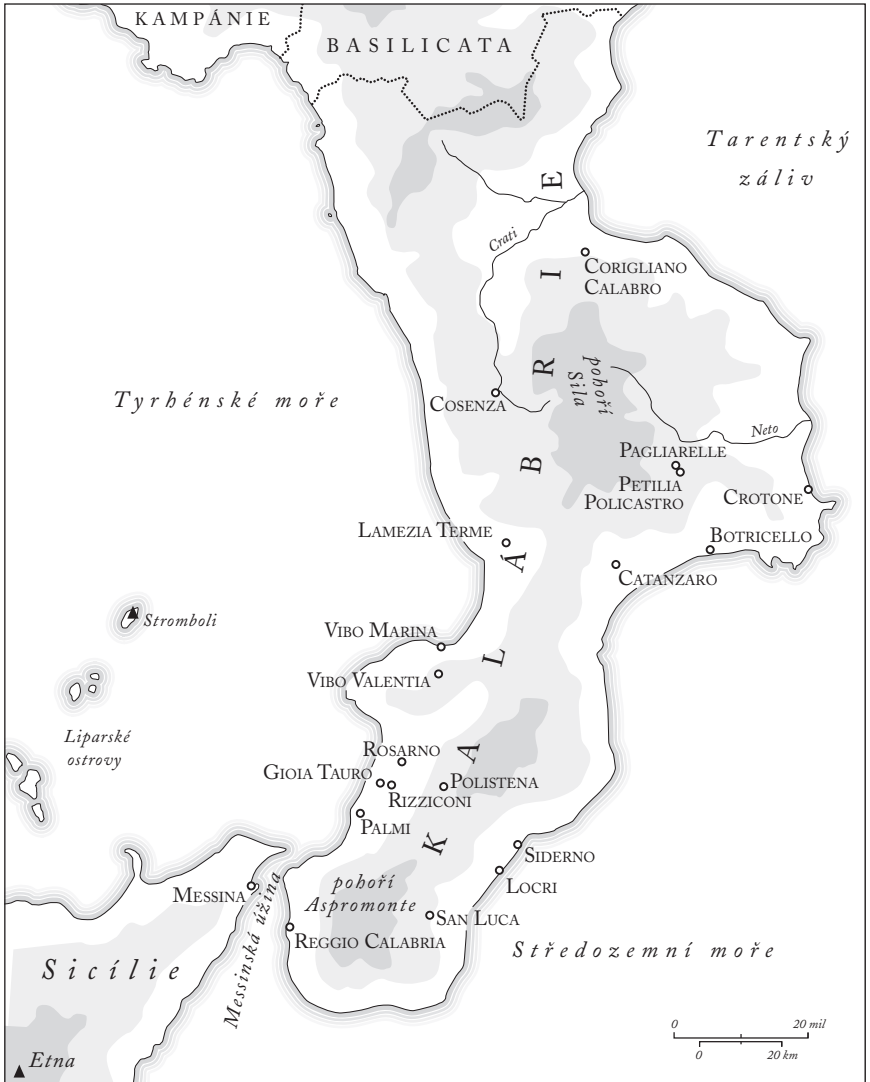 KAMPÁNIE
BASILICATA
Tarentský
záliv
Crati
CORIGLIANO
CALABRO
KALÁBRIE
pohoří
Sila
Tyrhénské moře
COSENZA
Neto
PAGLIARELLE
PETILIA
POLICASTRO
CROTONE
LAMEZIA TERME
BOTRICELLO
CATANZARO
Stromboli
VIBO MARINA
VIBO VALENTIA
Liparské
ostrovy
ROSARNO
GIOIA TAURO
POLISTENA
RIZZICONI
PALMI
SIDERNO
LOCRI
MESSINA
pohoří
Aspromonte
SAN LUCA
REGGIO CALABRIA
Messinská úžina
Středozemní moře
Sicílie
Etna
0 20 mil
0 20 km